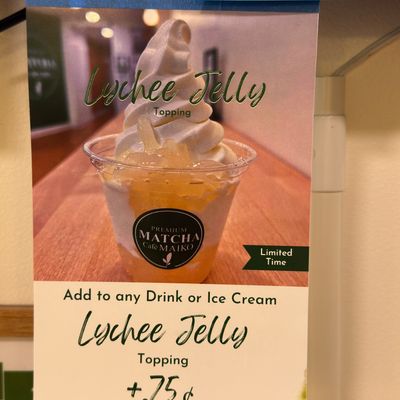 Lychee Jelly
Topping
PREMIUM
MATCHA
Café MAIKO
Limited
Time
Add to any Drink or Ice Cream
Lychee Jelly
Topping
+.75¢